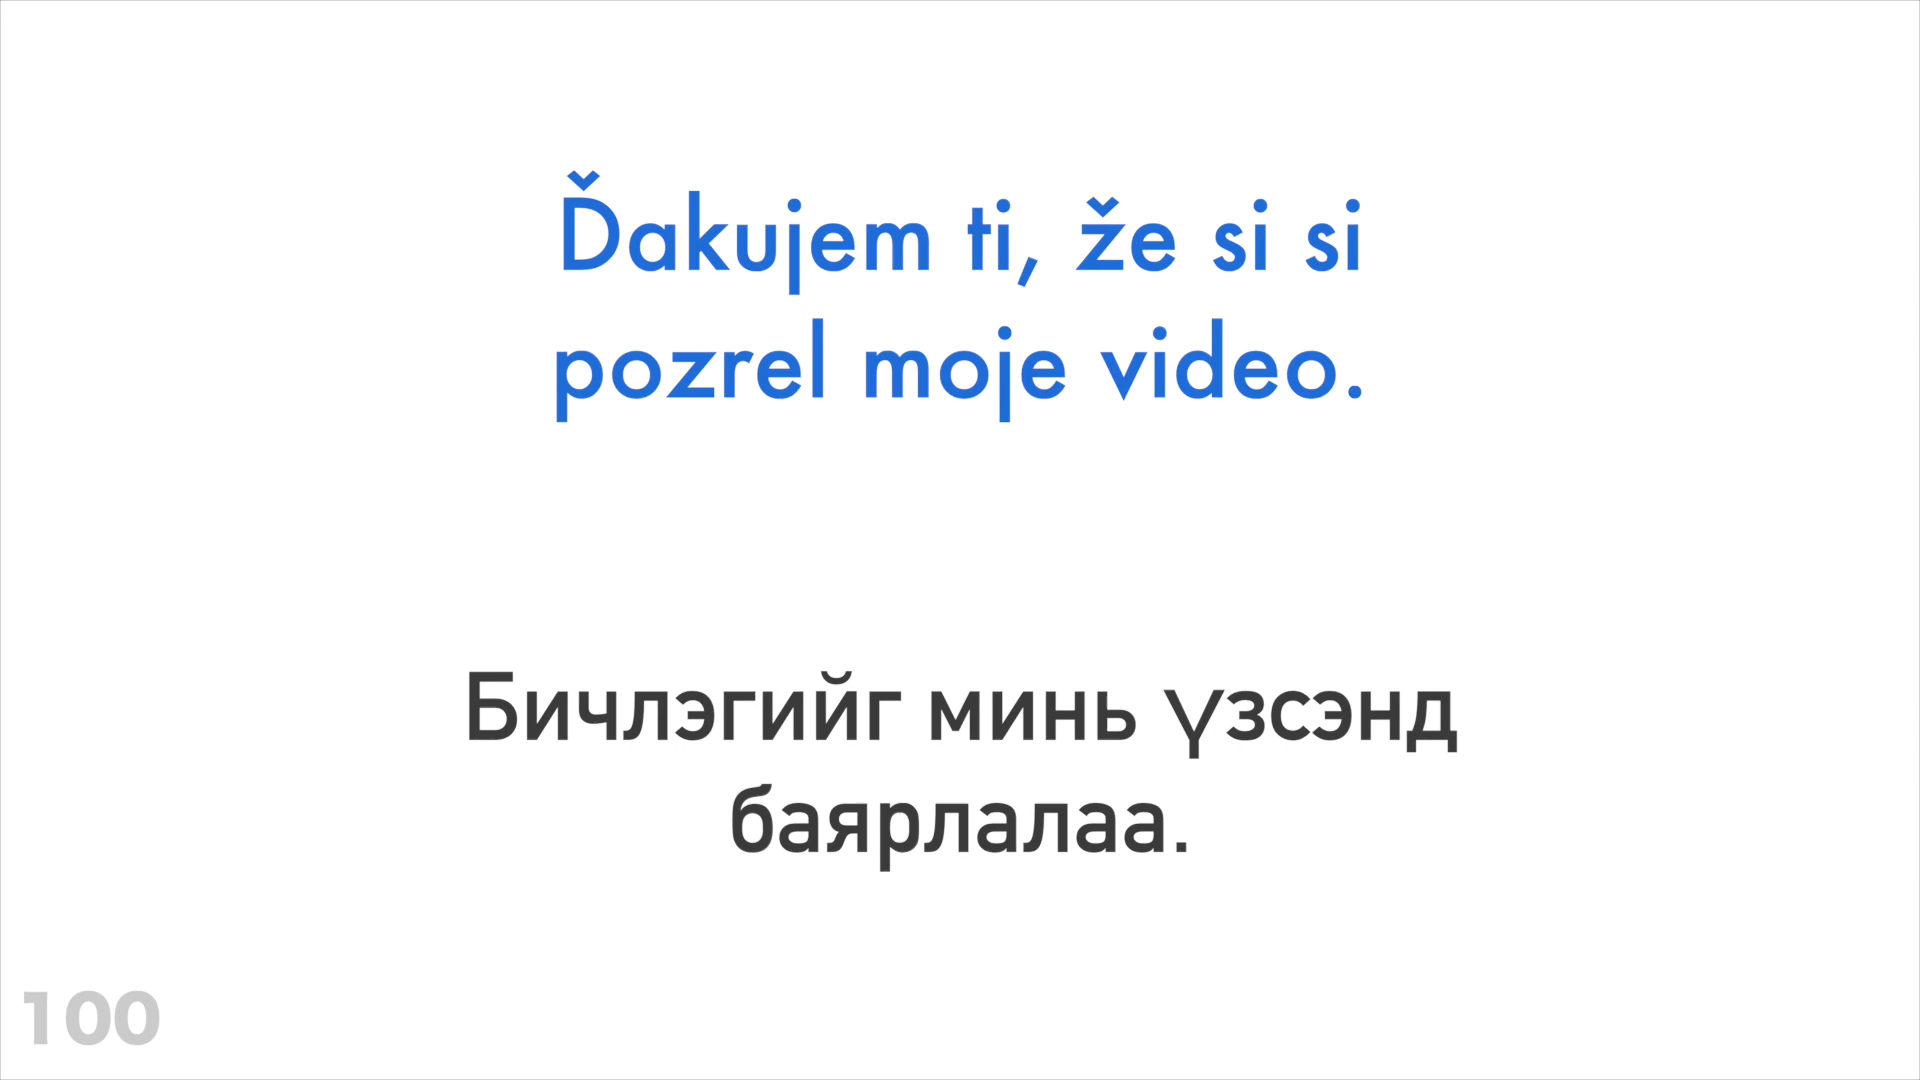 Ďakujem ti, že si si
pozrel moje video.
Бичлэгийг минь үзсэнд
баярлалаа.
100